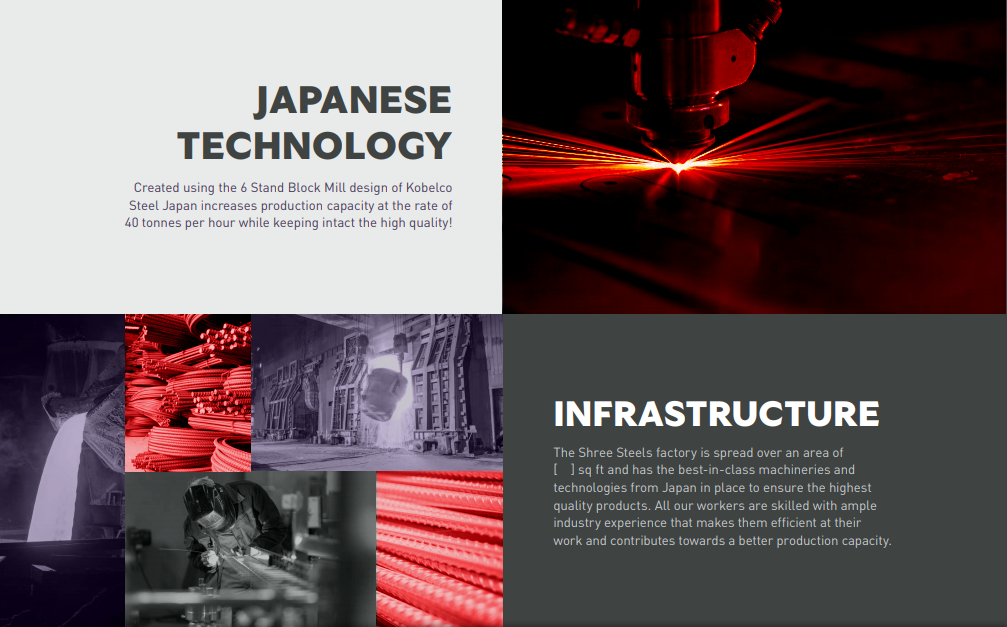 JAPANESE
TECHNOLOGY
Created using the 6 Stand Block Mill design of Kobelco
Steel Japan increases production capacity at the rate of
40 tonnes per hour while keeping intact the high quality!
INFRASTRUCTURE
The Shree Steels factory is spread over an area of
[ ] sq ft and has the best-in-class machineries and
technologies from Japan in place to ensure the highest
quality products. All our workers are skilled with ample
industry experience that makes them efficient at their
work and contributes towards a better production capacity.